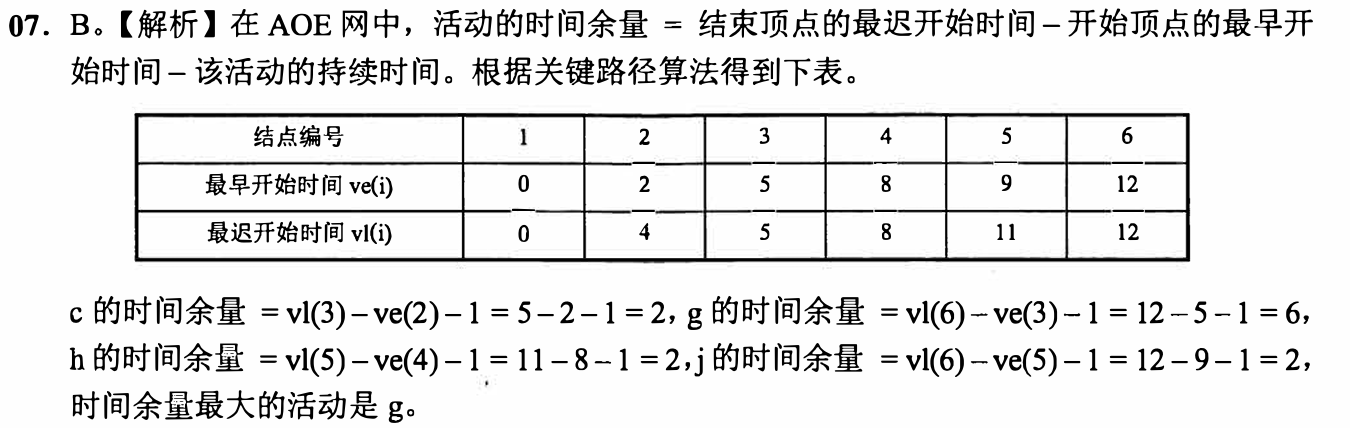 07. B。【解析】在 AOE 网中，活动的时间余量 = 结束顶点的最迟开始时间 – 开始顶点的最早开
始时间 – 该活动的持续时间。根据关键路径算法得到下表。
结点编号 1 2 3 4 5 6
最早开始时间 ve(i) 0 2 5 8 9 12
最迟开始时间 vl(i) 0 4 5 8 11 12
c 的时间余量 = vl(3) – ve(2) – 1 = 5 – 2 – 1 = 2, g 的时间余量 = vl(6) – ve(3) – 1 = 12 – 5 – 1 = 6,
h 的时间余量 = vl(5) – ve(4) – 1 = 11 – 8 – 1 = 2, j 的时间余量 = vl(6) – ve(5) – 1 = 12 – 9 – 1 = 2,
时间余量最大的活动是 g。